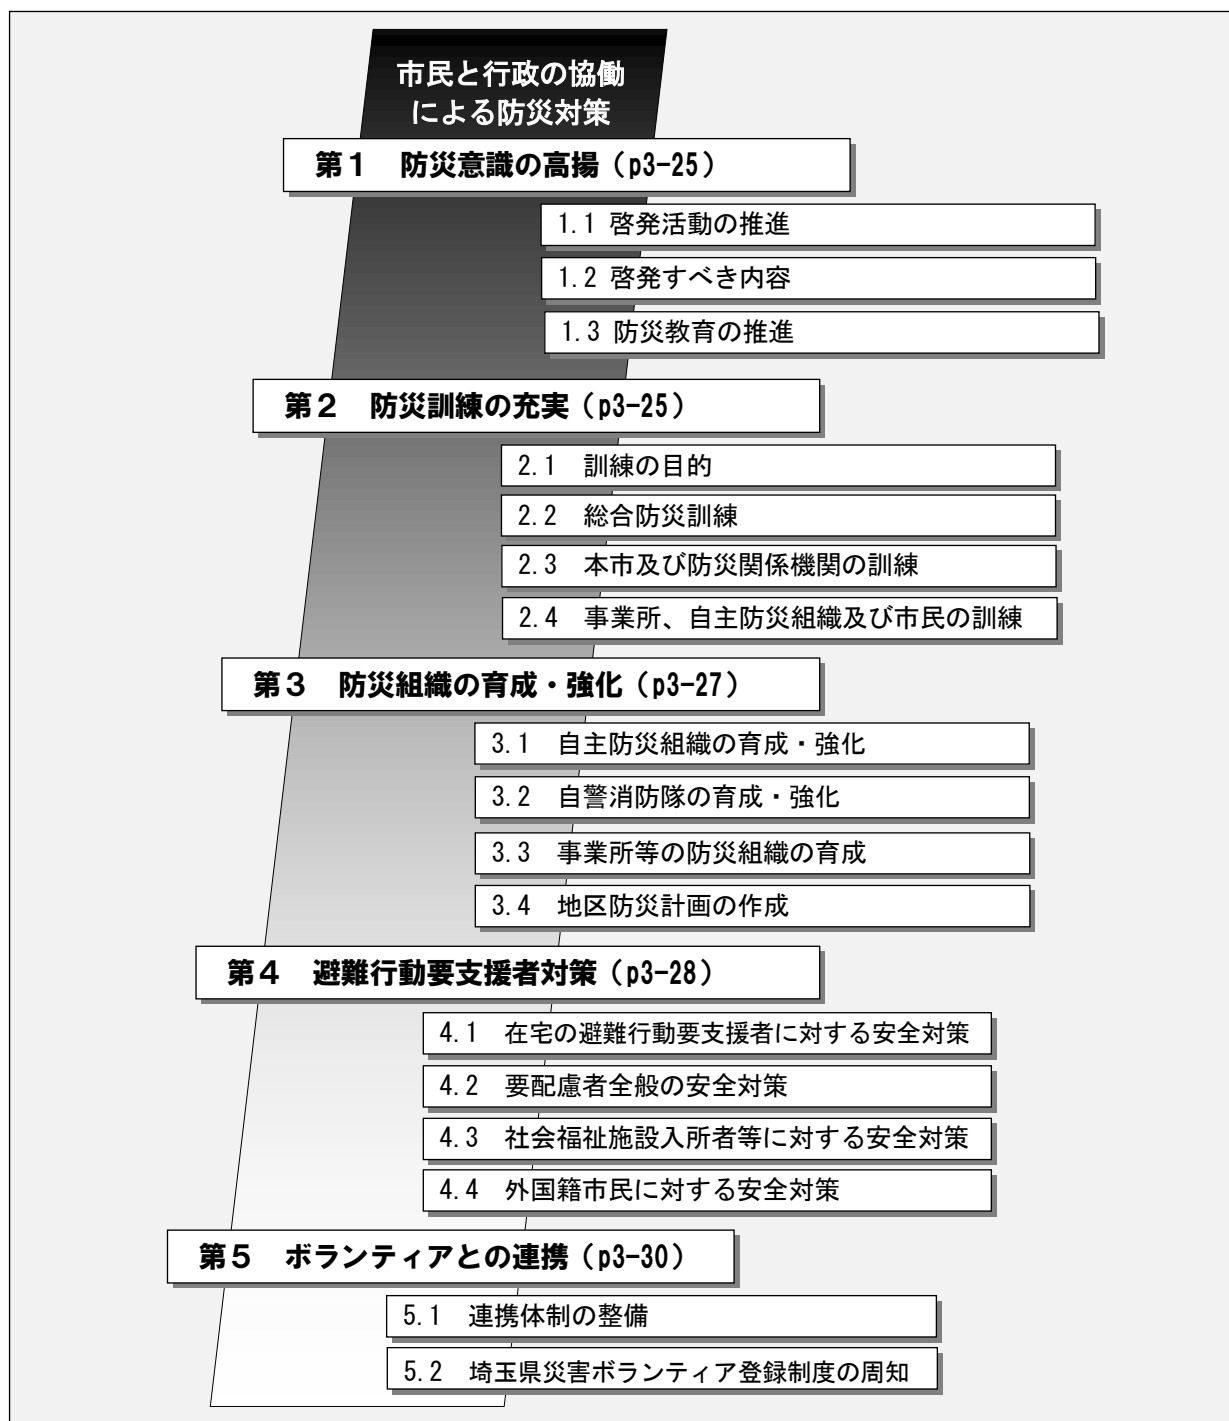 市民と行政の協働
による防災対策
第１　防災意識の高揚（p3-25）
1.1 啓発活動の推進
1.2 啓発すべき内容
1.3 防災教育の推進
第２　防災訓練の充実（p3-25）
2.1　訓練の目的
2.2　総合防災訓練
2.3　本市及び防災関係機関の訓練
2.4　事業所、自主防災組織及び市民の訓練
第３　防災組織の育成・強化（p3-27）
3.1　自主防災組織の育成・強化
3.2　自警消防隊の育成・強化
3.3　事業所等の防災組織の育成
3.4　地区防災計画の作成
第４　避難行動要支援者対策（p3-28）
4.1　在宅の避難行動要支援者に対する安全対策
4.2　要配慮者全般の安全対策
4.3　社会福祉施設入所者等に対する安全対策
4.4　外国籍市民に対する安全対策
第５　ボランティアとの連携（p3-30）
5.1　連携体制の整備
5.2　埼玉県災害ボランティア登録制度の周知